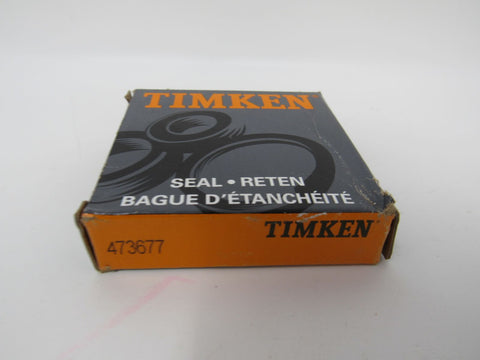 TIMKEN
SEAL • RETEN
BAGUE D'ÉTANCHÉITÉ
TIMKEN
473677